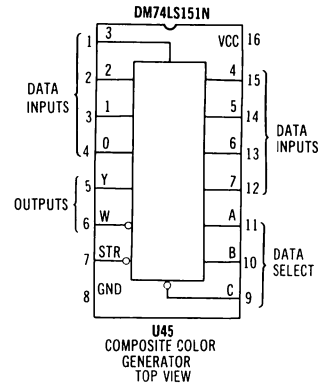 DM74LS151N
1 3 VCC 16
2 2 4 15
DATA INPUTS
3 1 5 14
DATA INPUTS
4 0 6 13
5 Y 7 12
OUTPUTS
6 W A 11
7 STR B 10
DATA SELECT
8 GND C 9
U45
COMPOSITE COLOR
GENERATOR
TOP VIEW